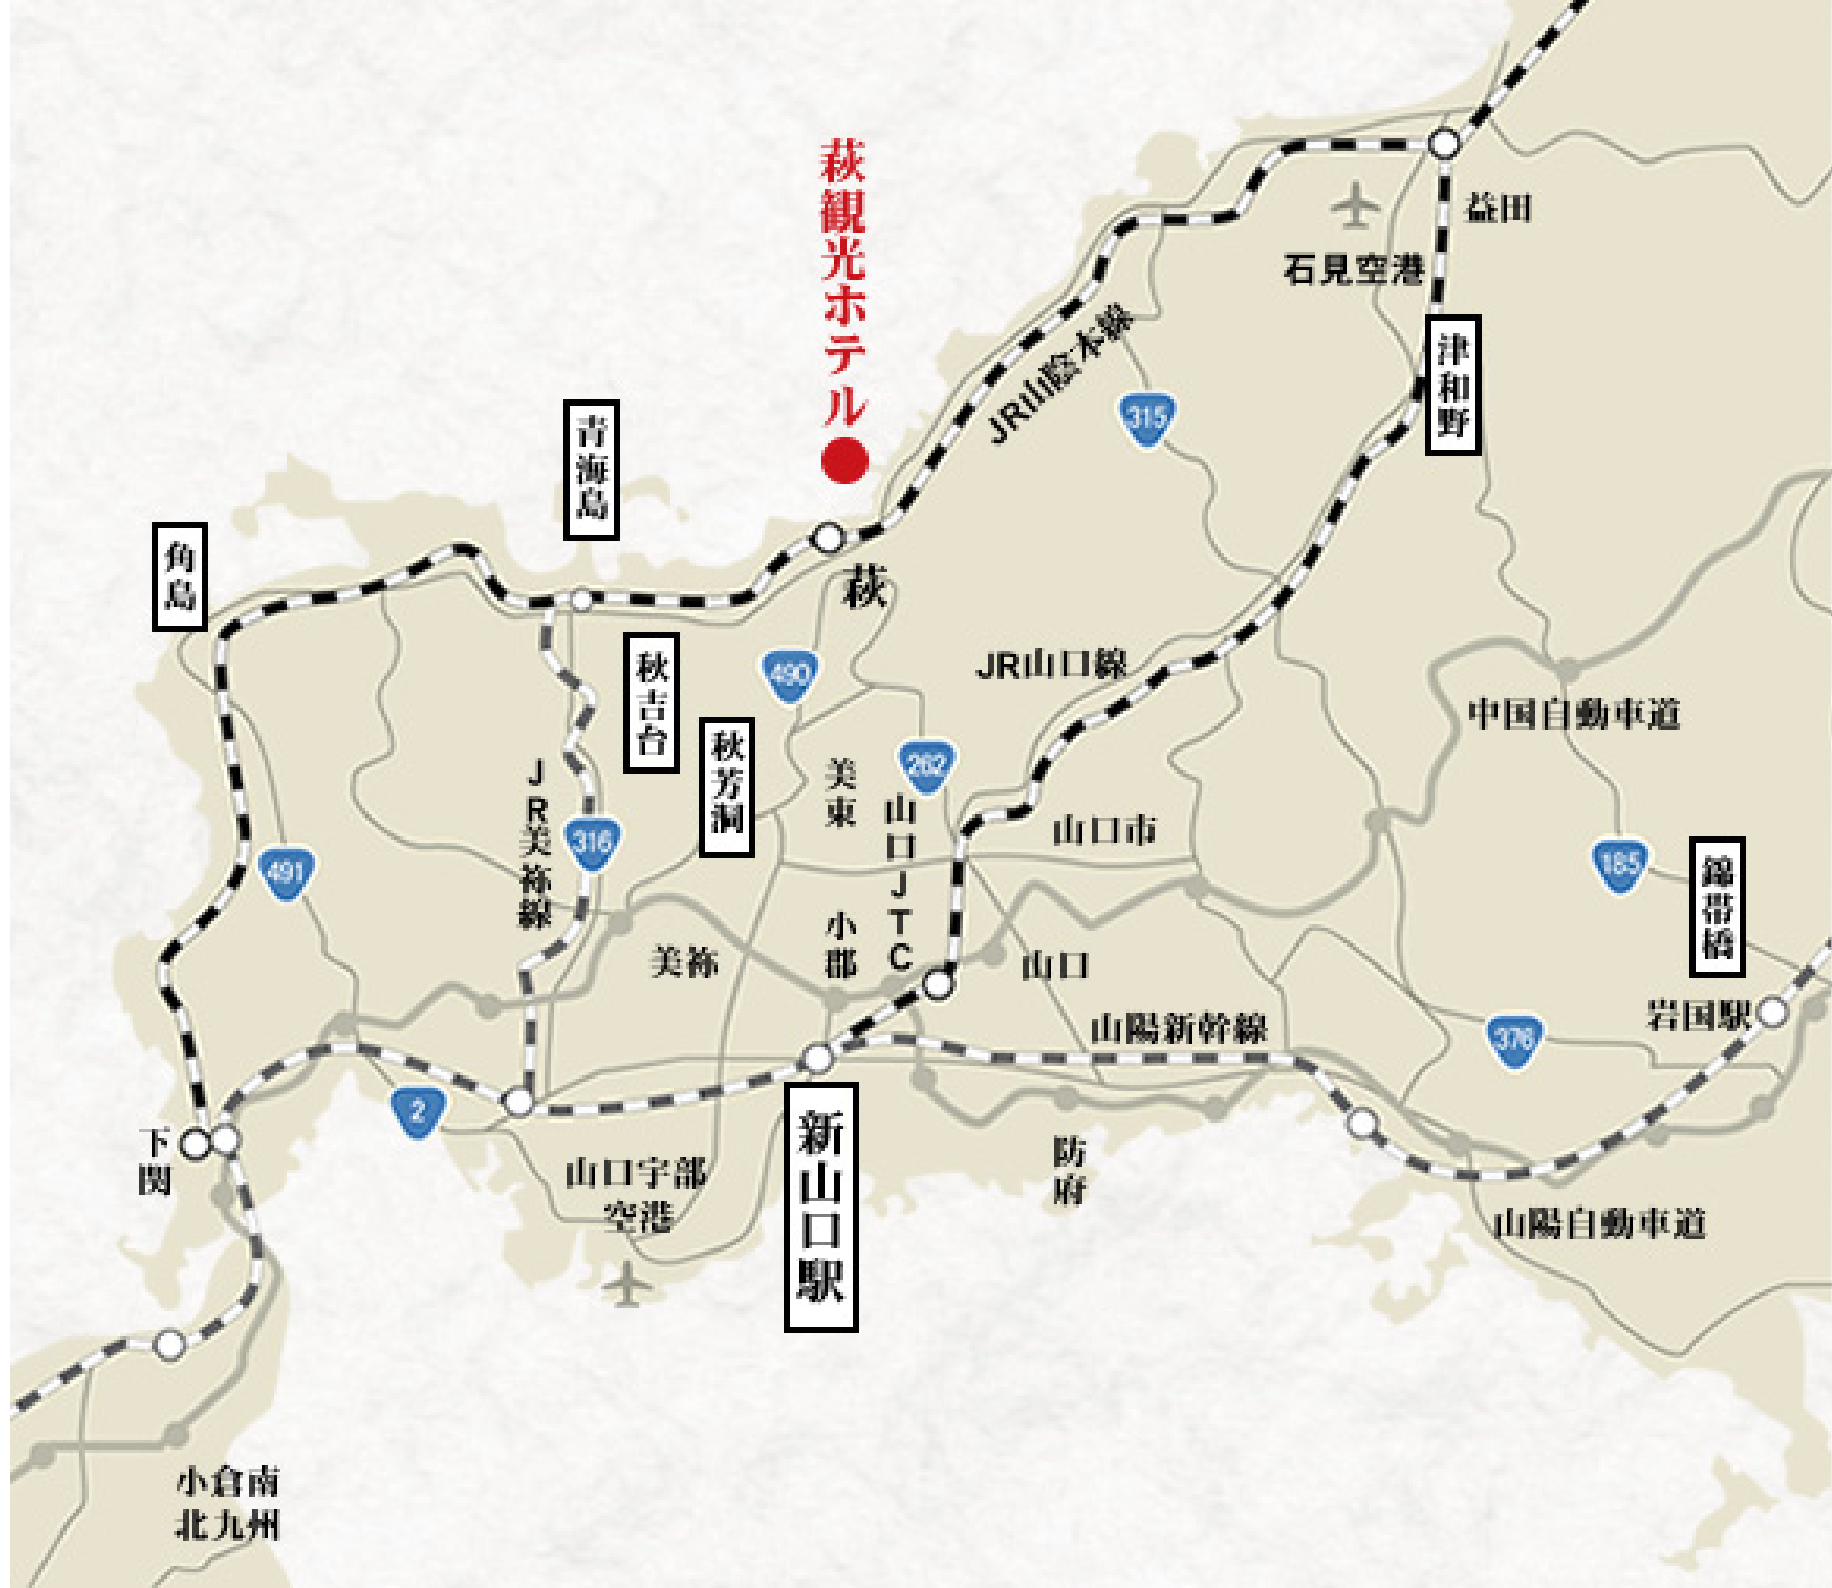 萩観光ホテル
益田
石見空港
津和野
JR山陰本線
315
青海島
角島
萩
秋吉台
490
JR山口線
秋芳洞
262
中国自動車道
美東
山口JTC
山口市
JR美祢線
316
491
185
錦帯橋
小郡
美祢
山口
岩国駅
山陽新幹線
376
2
下関
新山口駅
防府
山口宇部
空港
山陽自動車道
小倉南
北九州